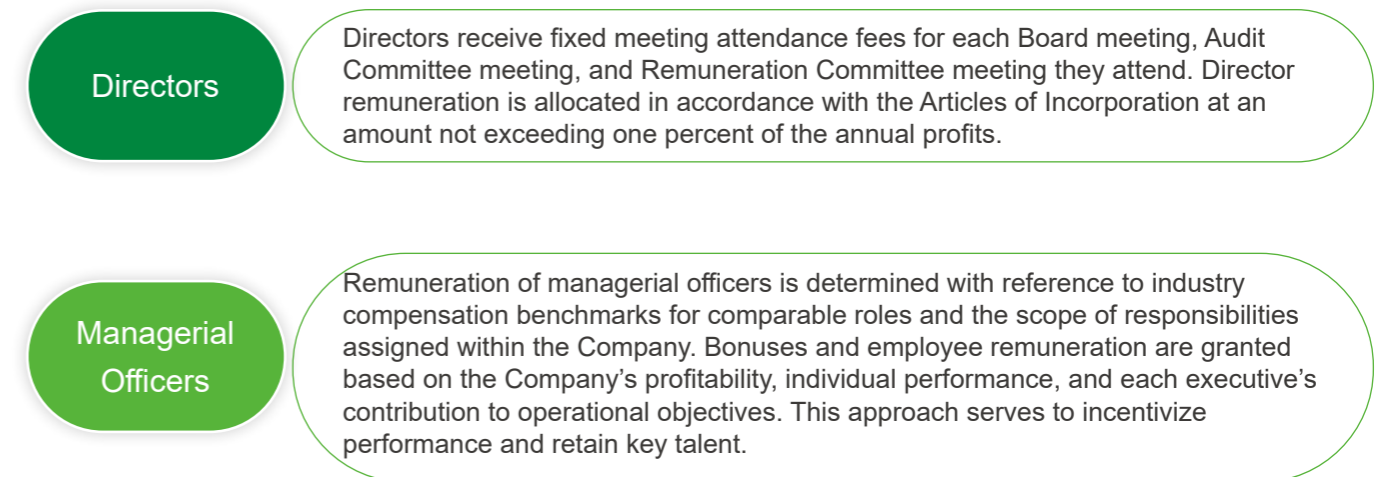 Directors
Directors receive fixed meeting attendance fees for each Board meeting, Audit
Committee meeting, and Remuneration Committee meeting they attend. Director
remuneration is allocated in accordance with the Articles of Incorporation at an
amount not exceeding one percent of the annual profits.
Managerial
Officers
Remuneration of managerial officers is determined with reference to industry
compensation benchmarks for comparable roles and the scope of responsibilities
assigned within the Company. Bonuses and employee remuneration are granted
based on the Company’s profitability, individual performance, and each executive’s
contribution to operational objectives. This approach serves to incentivize
performance and retain key talent.